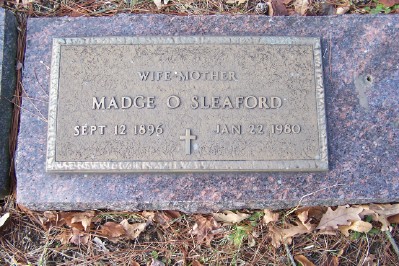 WIFE • MOTHER
MADGE O SLEAFORD
SEPT 12 1896 JAN 22 1980